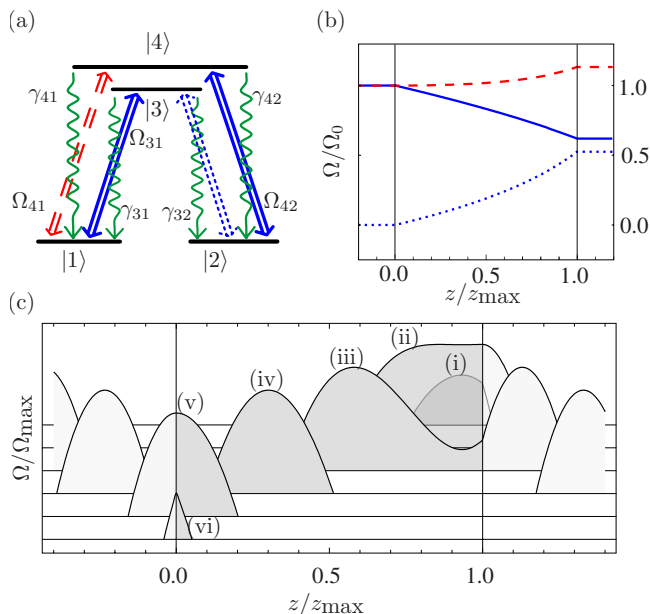 (a)
|4⟩
γ41
γ42
|3⟩
Ω31
Ω41
γ31
γ32
Ω42
|1⟩
|2⟩
(b)
Ω/Ω0
1.0
0.5
0.0
0.0
0.5
1.0
z/zmax
(c)
(i)
(ii)
(iii)
(iv)
(v)
(vi)
Ω/Ωmax
0.0
0.5
1.0
z/zmax